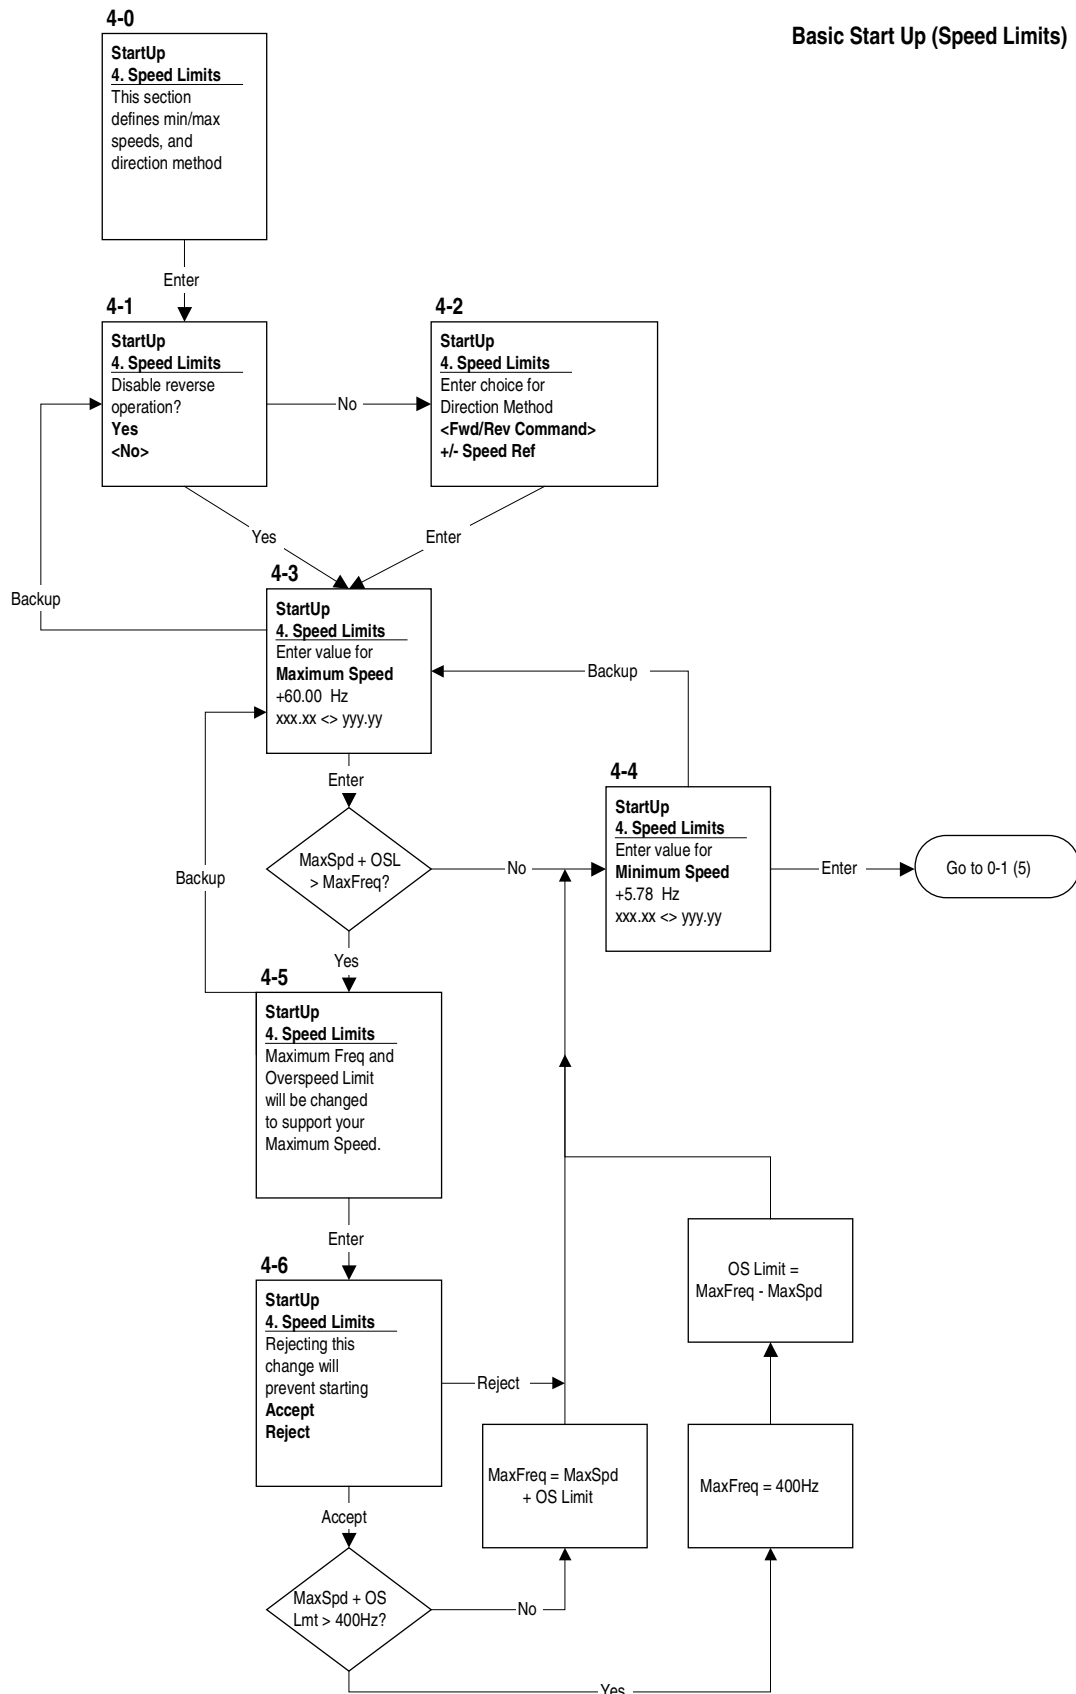 4-0
Basic Start Up (Speed Limits)
StartUp
4. Speed Limits
This section
defines min/max
speeds, and
direction method
Enter
4-1
StartUp
4. Speed Limits
Disable reverse
operation?
Yes
<No>
No
4-2
StartUp
4. Speed Limits
Enter choice for
Direction Method
<Fwd/Rev Command>
+/- Speed Ref
Yes
Enter
Backup
4-3
StartUp
4. Speed Limits
Enter value for
Maximum Speed
+60.00 Hz
xxx.xx <> yyy.yy
Backup
Enter
4-4
StartUp
4. Speed Limits
Enter value for
Minimum Speed
+5.78 Hz
xxx.xx <> yyy.yy
MaxSpd + OSL
> MaxFreq?
No
Enter
Go to 0-1 (5)
Backup
Yes
4-5
StartUp
4. Speed Limits
Maximum Freq and
Overspeed Limit
will be changed
to support your
Maximum Speed.
Enter
4-6
StartUp
4. Speed Limits
Rejecting this
change will
prevent starting
Accept
Reject
Reject
OS Limit =
MaxFreq - MaxSpd
MaxFreq = MaxSpd
+ OS Limit
MaxFreq = 400Hz
Accept
MaxSpd + OS
Lmt > 400Hz?
No
Yes